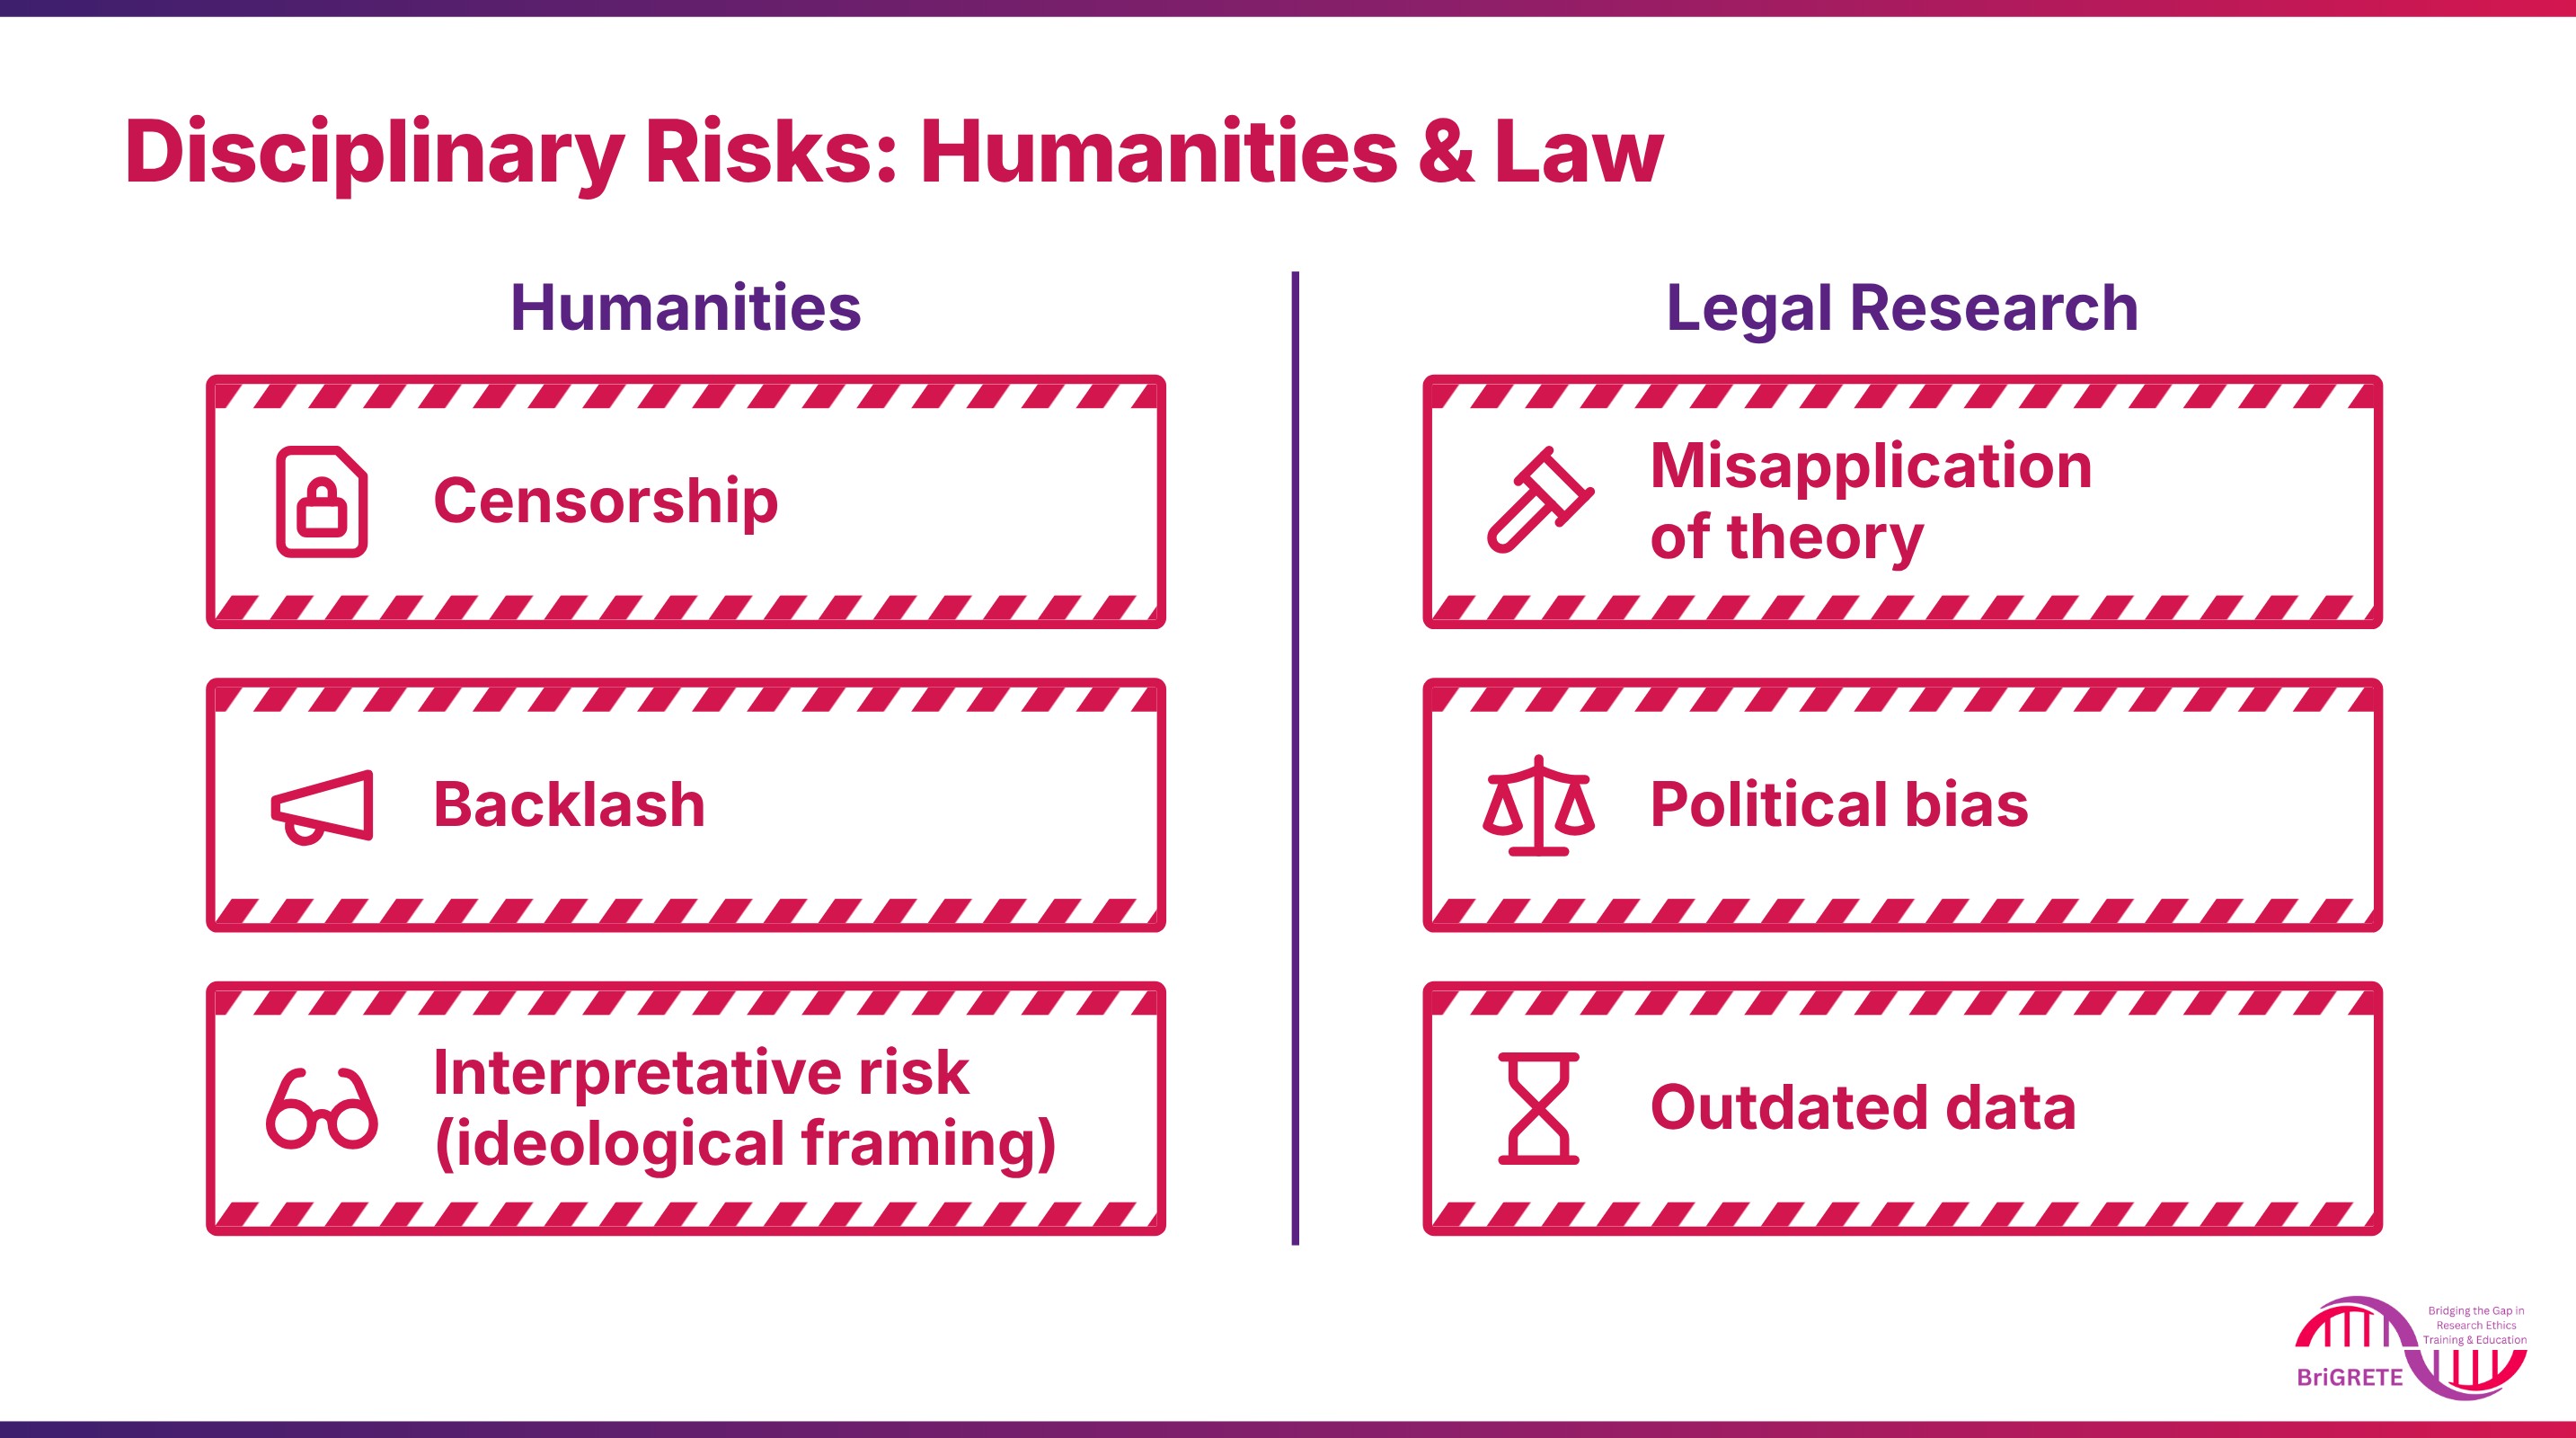 Disciplinary Risks: Humanities & Law
Humanities
Censorship
Backlash
Interpretative risk
(ideological framing)
Legal Research
Misapplication
of theory
Political bias
Outdated data
Bridging the Gap in
Research Ethics
Training & Education
BriGRETE